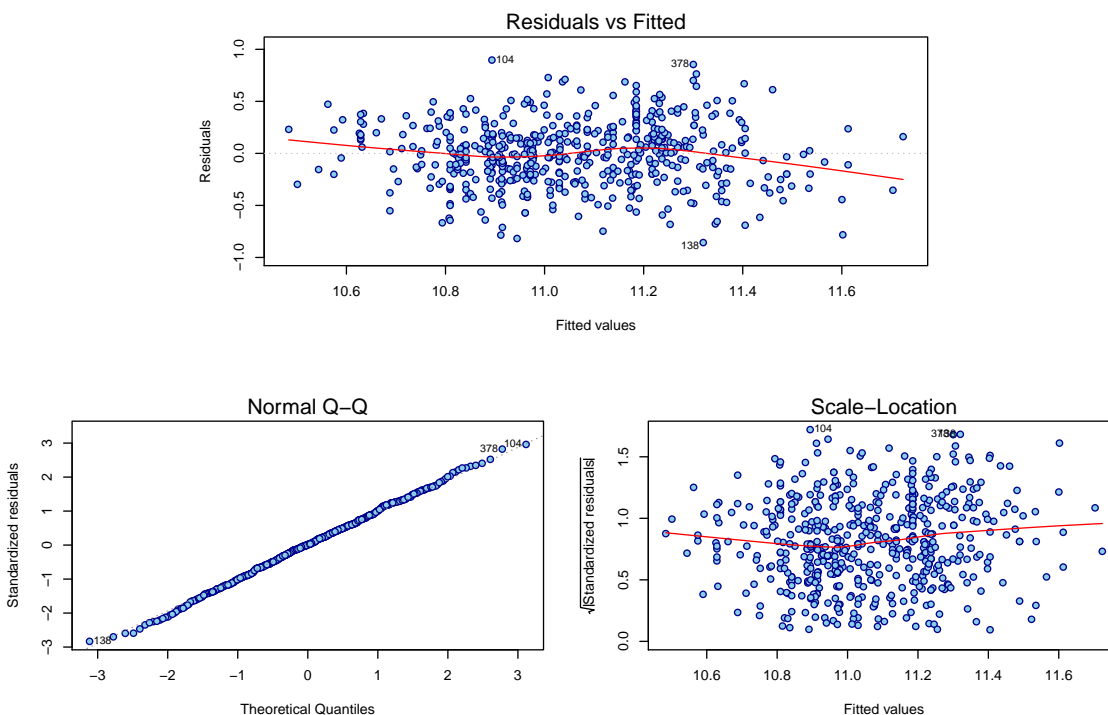 Residuals vs Fitted
Residuals
1.0
0.5
0.0
−0.5
−1.0
104
378
138
10.6 10.8 11.0 11.2 11.4 11.6
Fitted values
Normal Q−Q
Standardized residuals
3
2
1
0
−1
−2
−3
378 104
138
−3 −2 −1 0 1 2 3
Theoretical Quantiles
Scale−Location
√|Standardized residuals|
1.5
1.0
0.5
0.0
104
10.6 10.8 11.0 11.2 11.4 11.6
Fitted values